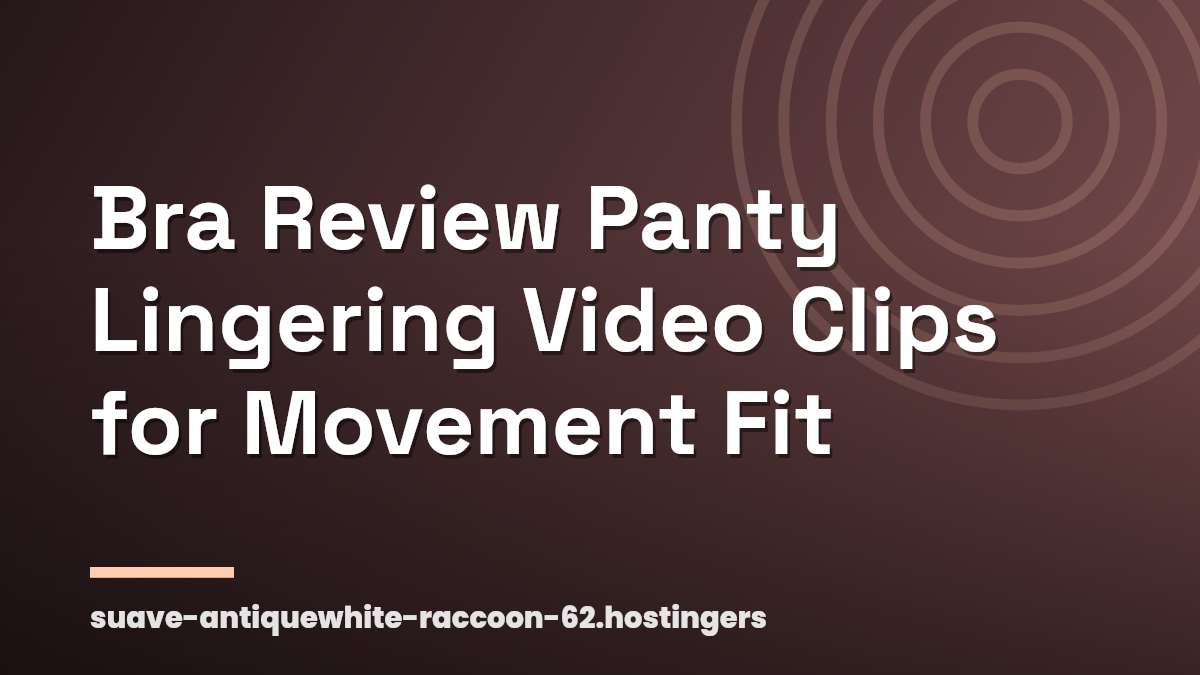 Bra Review Panty
Lingering Video Clips
for Movement Fit
suave-antiquewhite-raccoon-62.hostingers